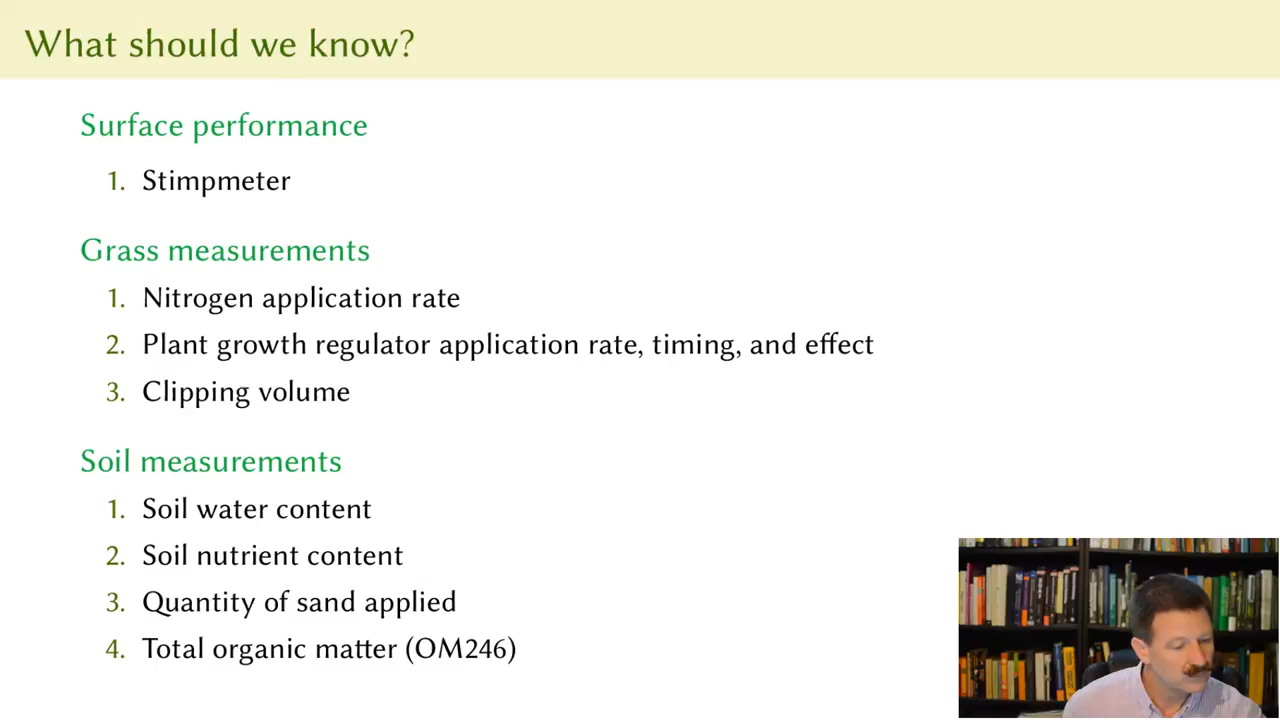 What should we know?
Surface performance
1. Stimpmeter
Grass measurements
1. Nitrogen application rate
2. Plant growth regulator application rate, timing, and effect
3. Clipping volume
Soil measurements
1. Soil water content
2. Soil nutrient content
3. Quantity of sand applied
4. Total organic matter (OM246)